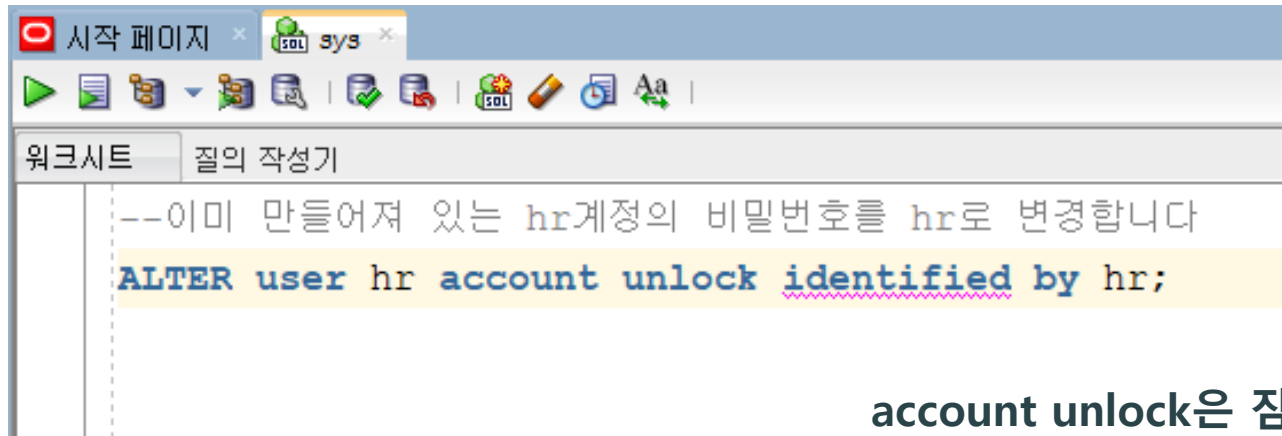 시작 페이지 sys
워크시트 질의 작성기
--이미 만들어져 있는 hr계정의 비밀번호를 hr로 변경합니다
ALTER user hr account unlock identified by hr;
account unlock은